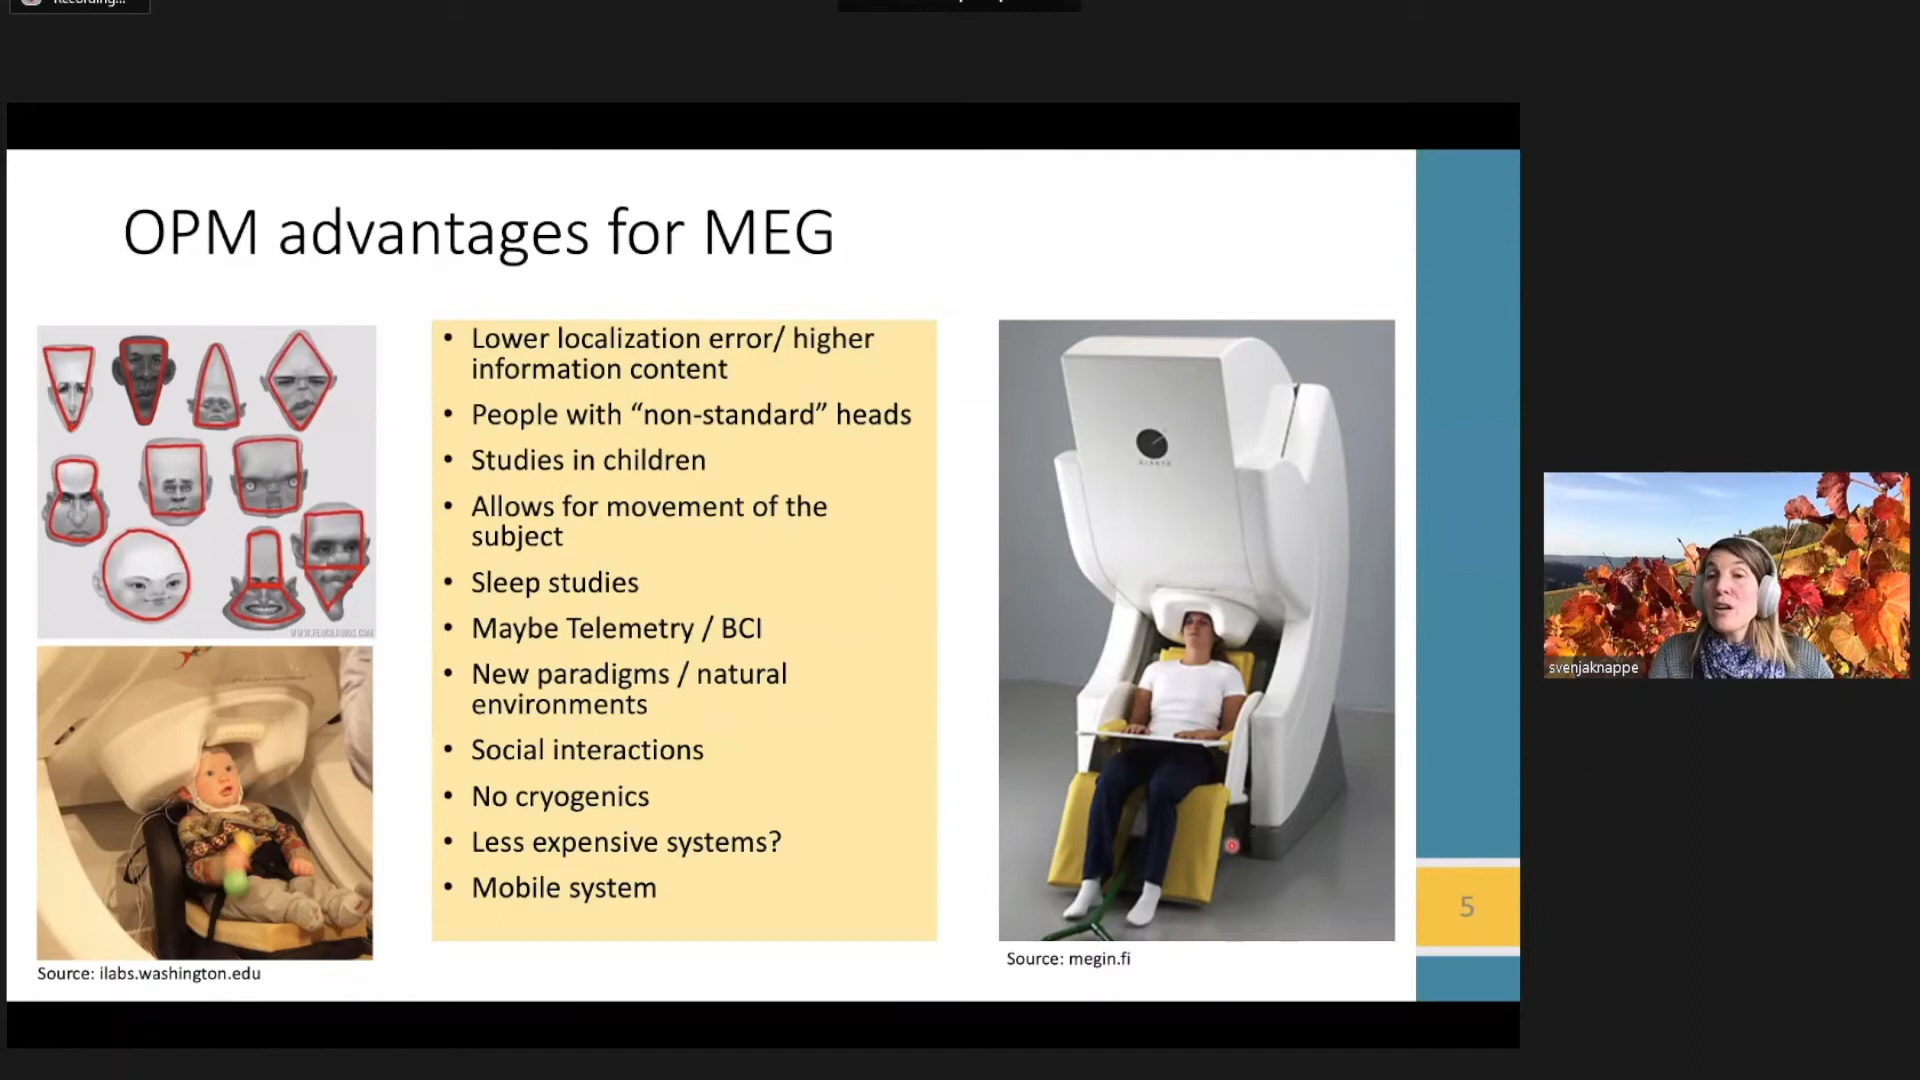 Recording...
OPM advantages for MEG
• Lower localization error/ higher
information content
• People with “non-standard” heads
• Studies in children
• Allows for movement of the
subject
• Sleep studies
• Maybe Telemetry / BCI
• New paradigms / natural
environments
• Social interactions
• No cryogenics
• Less expensive systems?
• Mobile system
Source: ilabs.washington.edu
Source: megin.fi
5
svenjaknappe